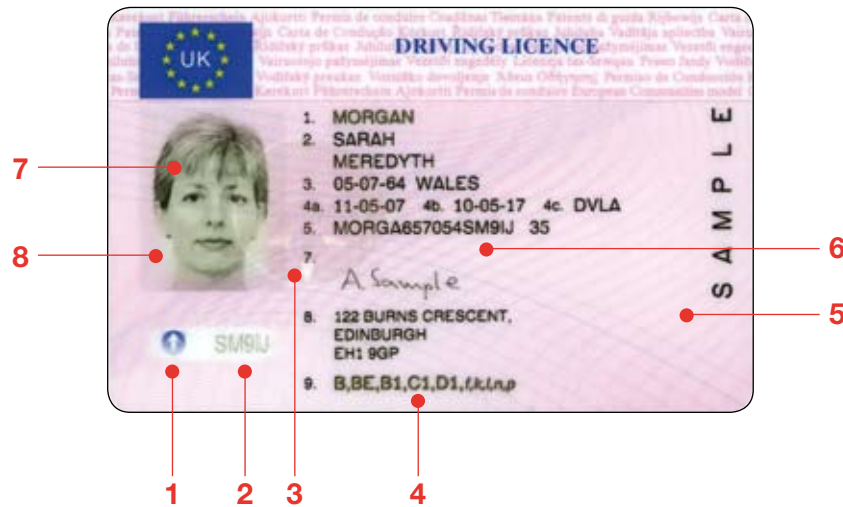 UK
DRIVING LICENCE
1. MORGAN
2. SARAH
MEREDYTH
3. 05-07-64 WALES
4a. 11-05-07 4b. 10-05-17 4c. DVLA
5. MORGA657054SM9IJ 35
7.
A Sample
8. 122 BURNS CRESCENT,
EDINBURGH
EH1 9GP
9. B,BE,B1,C1,D1,f,k,l,n,p
SM9IJ
SAMPLE
7
8
6
5
1
2
3
4